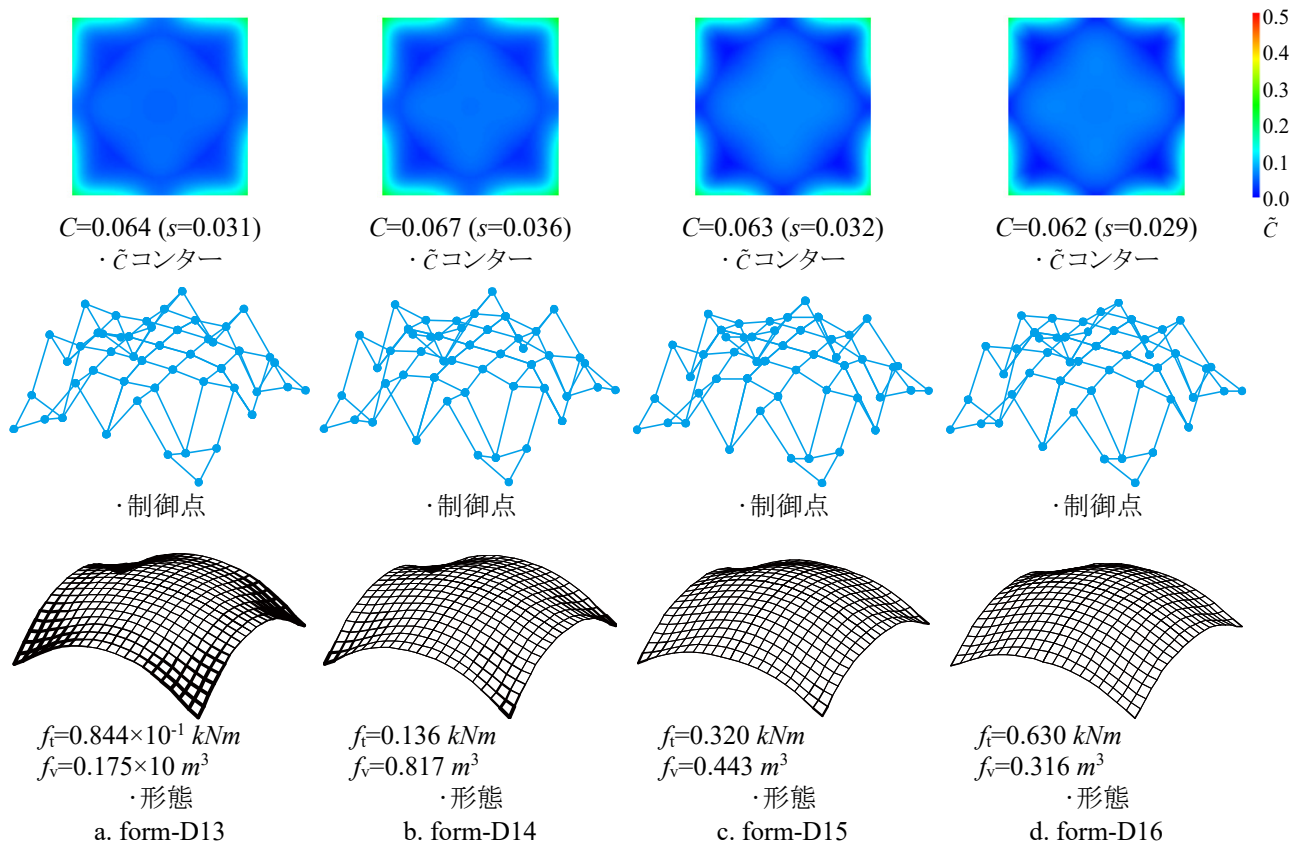 0.5
0.4
0.3
0.2
0.1
0.0
C̃
C=0.064 (s=0.031)
C=0.067 (s=0.036)
C=0.063 (s=0.032)
C=0.062 (s=0.029)
・C̃コンター
・C̃コンター
・C̃コンター
・C̃コンター
・制御点
・制御点
・制御点
・制御点
fₜ=0.844×10⁻¹ kNm
fᵥ=0.175×10 m³
・形態
a. form-D13
fₜ=0.136 kNm
fᵥ=0.817 m³
・形態
b. form-D14
fₜ=0.320 kNm
fᵥ=0.443 m³
・形態
c. form-D15
fₜ=0.630 kNm
fᵥ=0.316 m³
・形態
d. form-D16